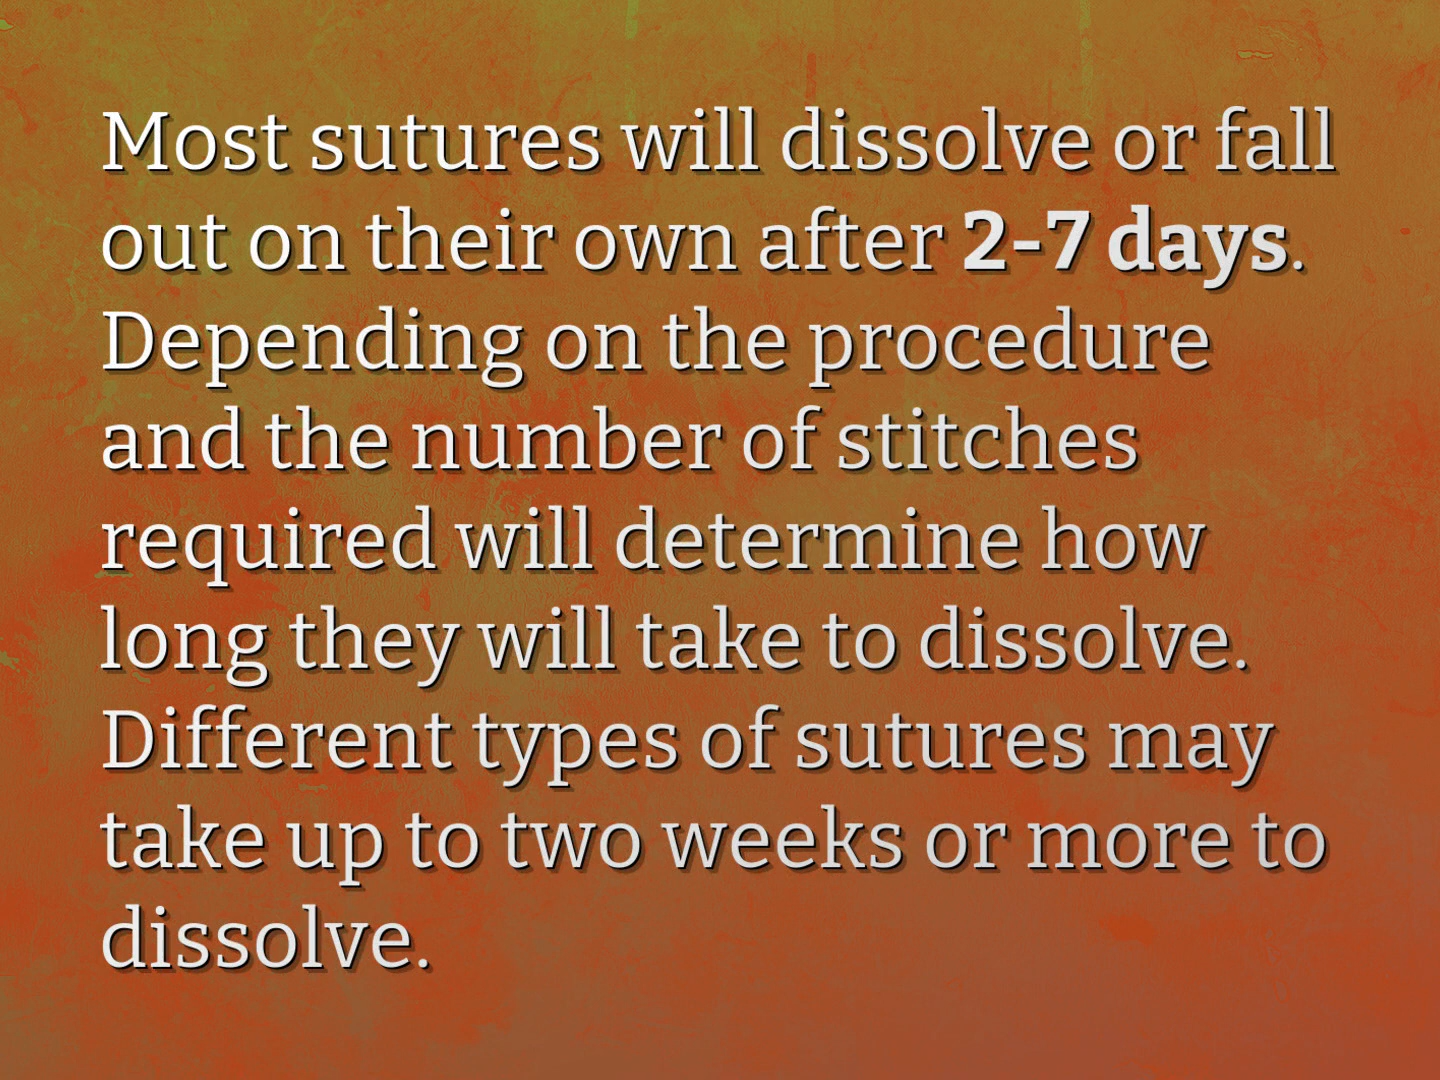 Most sutures will dissolve or fall
out on their own after 2-7 days.
Depending on the procedure
and the number of stitches
required will determine how
long they will take to dissolve.
Different types of sutures may
take up to two weeks or more to
dissolve.